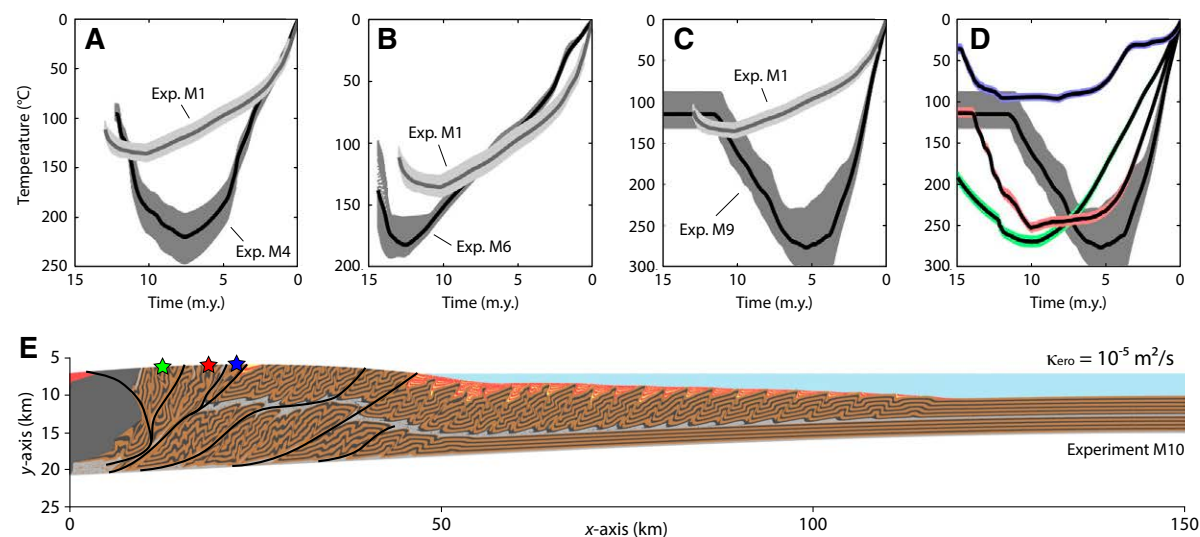 A
B
C
D
0
50
100
150
200
250
Temperature (°C)
Exp. M1
Exp. M4
15
10
5
0
Time (m.y.)
0
50
100
150
200
Exp. M1
Exp. M6
15
10
5
0
Time (m.y.)
0
50
100
150
200
250
300
Exp. M1
Exp. M9
15
10
5
0
Time (m.y.)
0
50
100
150
200
250
300
15
10
5
0
Time (m.y.)
E
5
10
15
20
25
y-axis (km)
κero = 10⁻⁵ m²/s
Experiment M10
0
50
100
150
x-axis (km)